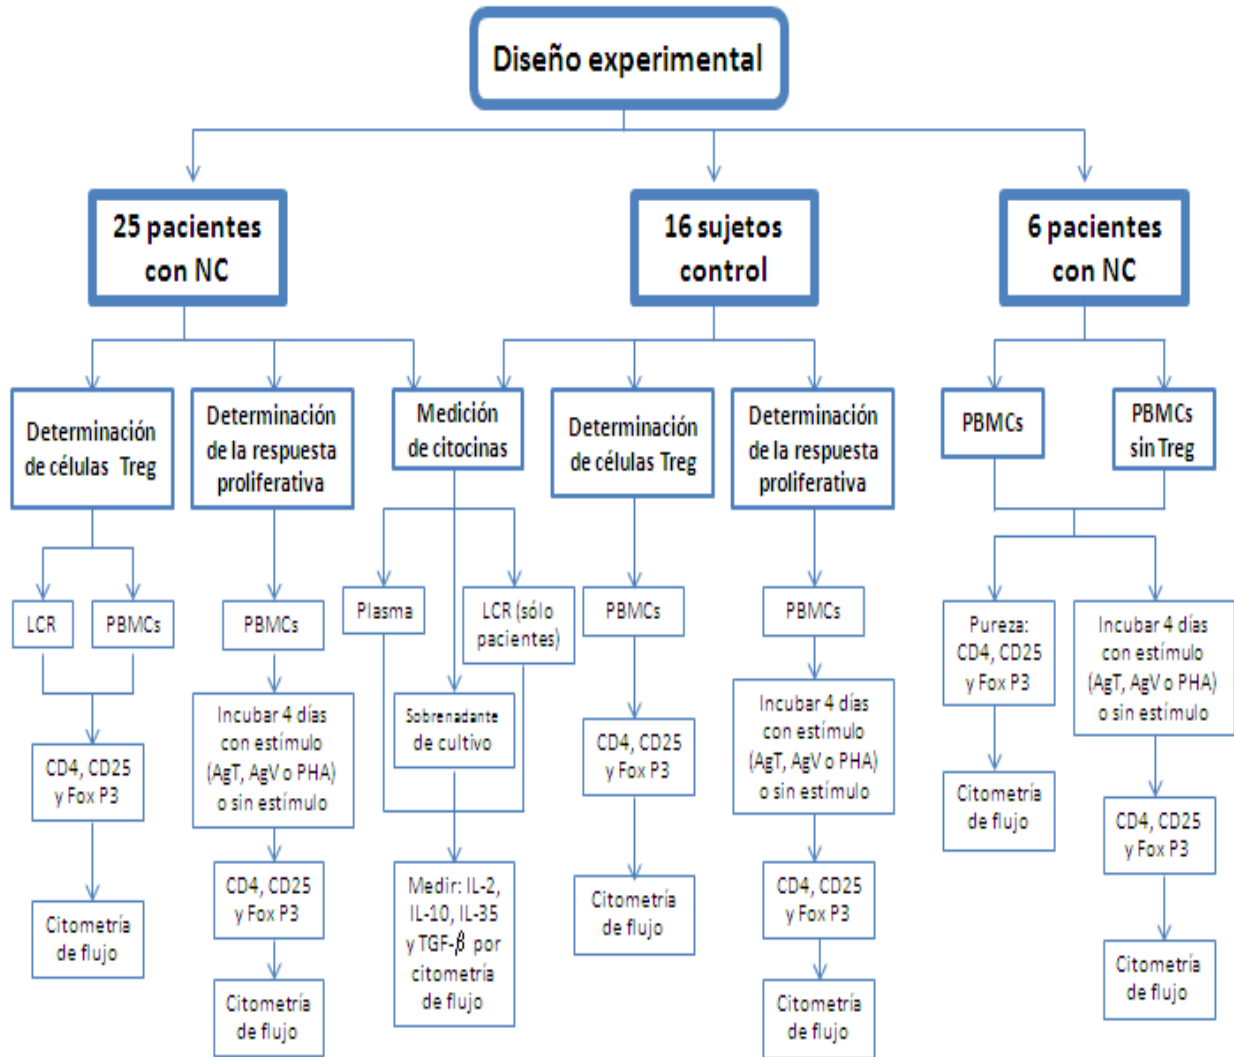 Diseño experimental
25 pacientes
con NC
16 sujetos
control
6 pacientes
con NC
Determinación
de células Treg
Determinación
de la respuesta
proliferativa
Medición
de citocinas
Determinación
de células Treg
Determinación
de la respuesta
proliferativa
PBMCs
PBMCs
sin Treg
LCR
PBMCs
PBMCs
Plasma
LCR (sólo
pacientes)
PBMCs
PBMCs
Pureza:
CD4, CD25
y Fox P3
Incubar 4 días
con estímulo
(AgT, AgV o PHA)
o sin estímulo
Incubar 4 días
con estímulo
(AgT, AgV o PHA)
o sin estímulo
Sobrenadante
de cultivo
Incubar 4 días
con estímulo
(AgT, AgV o PHA)
o sin estímulo
CD4, CD25
y Fox P3
CD4, CD25
y Fox P3
Citometría
de flujo
CD4, CD25
y Fox P3
CD4, CD25
y Fox P3
Medir: IL-2,
IL-10, IL-35
y TGF-β por
citometría
de flujo
CD4, CD25
y Fox P3
Citometría
de flujo
Citometría
de flujo
Citometría
de flujo
Citometría
de flujo
Citometría
de flujo